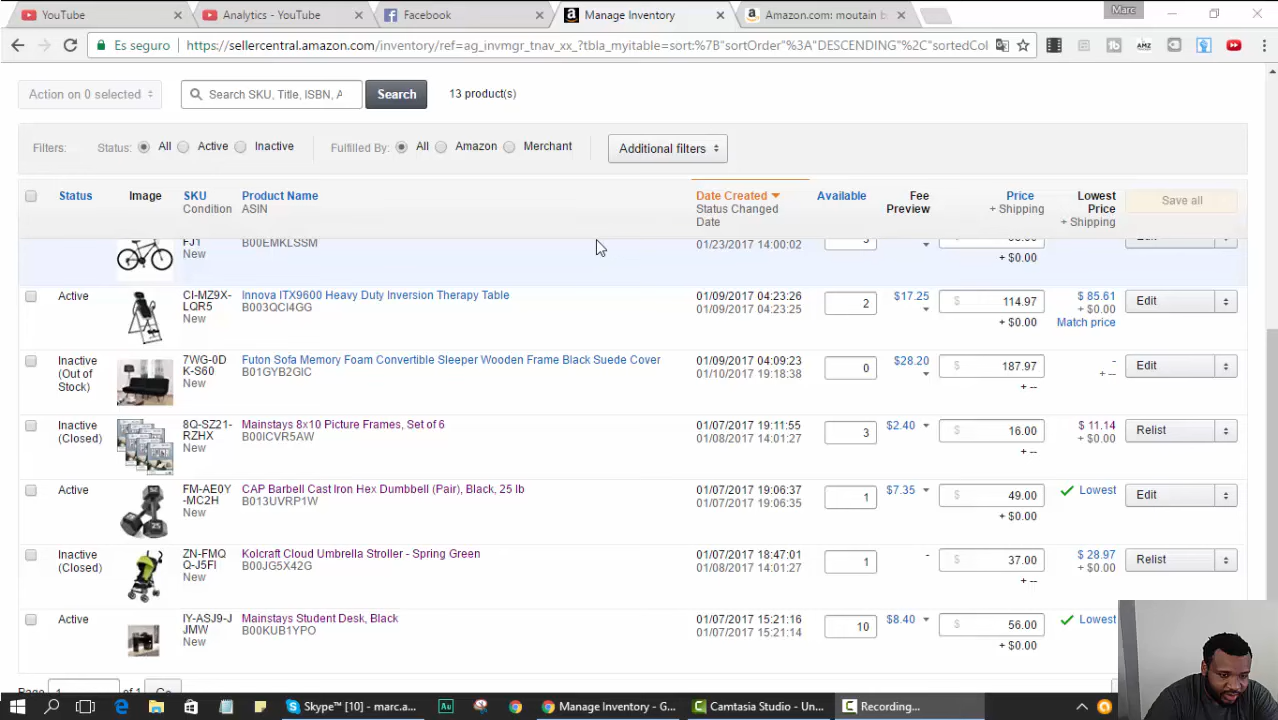 YouTube
Analytics - YouTube
Facebook
Manage Inventory
Amazon.com: moutain b
Marc
Es seguro
https://sellercentral.amazon.com/inventory/ref=ag_invmgr_tnav_xx_?tbla_myitable=sort:%7B"sortOrder"%3A"DESCENDING"%2C"sortedCol
Action on 0 selected
Search SKU, Title, ISBN, A
Search
13 product(s)
Filters:
Status:
All
Active
Inactive
Fulfilled By:
All
Amazon
Merchant
Additional filters
Status
Image
SKU
Condition
Product Name
ASIN
Date Created
Status Changed
Date
Available
Fee
Preview
Price
+ Shipping
Lowest
Price
+ Shipping
Save all
FJ1
New
B00EMKLSSM
01/23/2017 14:00:02
+ $0.00
Active
CI-MZ9X-
LQR5
New
Innova ITX9600 Heavy Duty Inversion Therapy Table
B003QCI4GG
01/09/2017 04:23:26
01/09/2017 04:23:25
2
$17.25
$ 114.97
+ $0.00
$ 85.61
+ $0.00
Match price
Edit
Inactive
(Out of
Stock)
7WG-0D
K-S60
New
Futon Sofa Memory Foam Convertible Sleeper Wooden Frame Black Suede Cover
B01GYB2GIC
01/09/2017 04:09:23
01/10/2017 19:18:38
0
$28.20
$ 187.97
+ --
-
+ --
Edit
Inactive
(Closed)
8Q-SZ21-
RZHX
New
Mainstays 8x10 Picture Frames, Set of 6
B00ICVR5AW
01/07/2017 19:11:55
01/08/2017 14:01:27
3
$2.40
$ 16.00
+ --
$ 11.14
+ $0.00
Relist
Active
FM-AE0Y
-MC2H
New
CAP Barbell Cast Iron Hex Dumbbell (Pair), Black, 25 lb
B013UVRP1W
01/07/2017 19:06:37
01/07/2017 19:06:35
1
$7.35
$ 49.00
+ $0.00
Lowest
Edit
Inactive
(Closed)
ZN-FMQ
Q-J5FI
New
Kolcraft Cloud Umbrella Stroller - Spring Green
B00JG5X42G
01/07/2017 18:47:01
01/08/2017 14:01:27
1
-
$ 37.00
+ --
$ 28.97
+ $0.00
Relist
Active
IY-ASJ9-J
JMW
New
Mainstays Student Desk, Black
B00KUB1YPO
01/07/2017 15:21:16
01/07/2017 15:21:14
10
$8.40
$ 56.00
+ $0.00
Lowest
Page
1
of 1
Go
Skype™ [10] - marc.a...
Au
Manage Inventory - G...
Camtasia Studio - Un...
Recording...